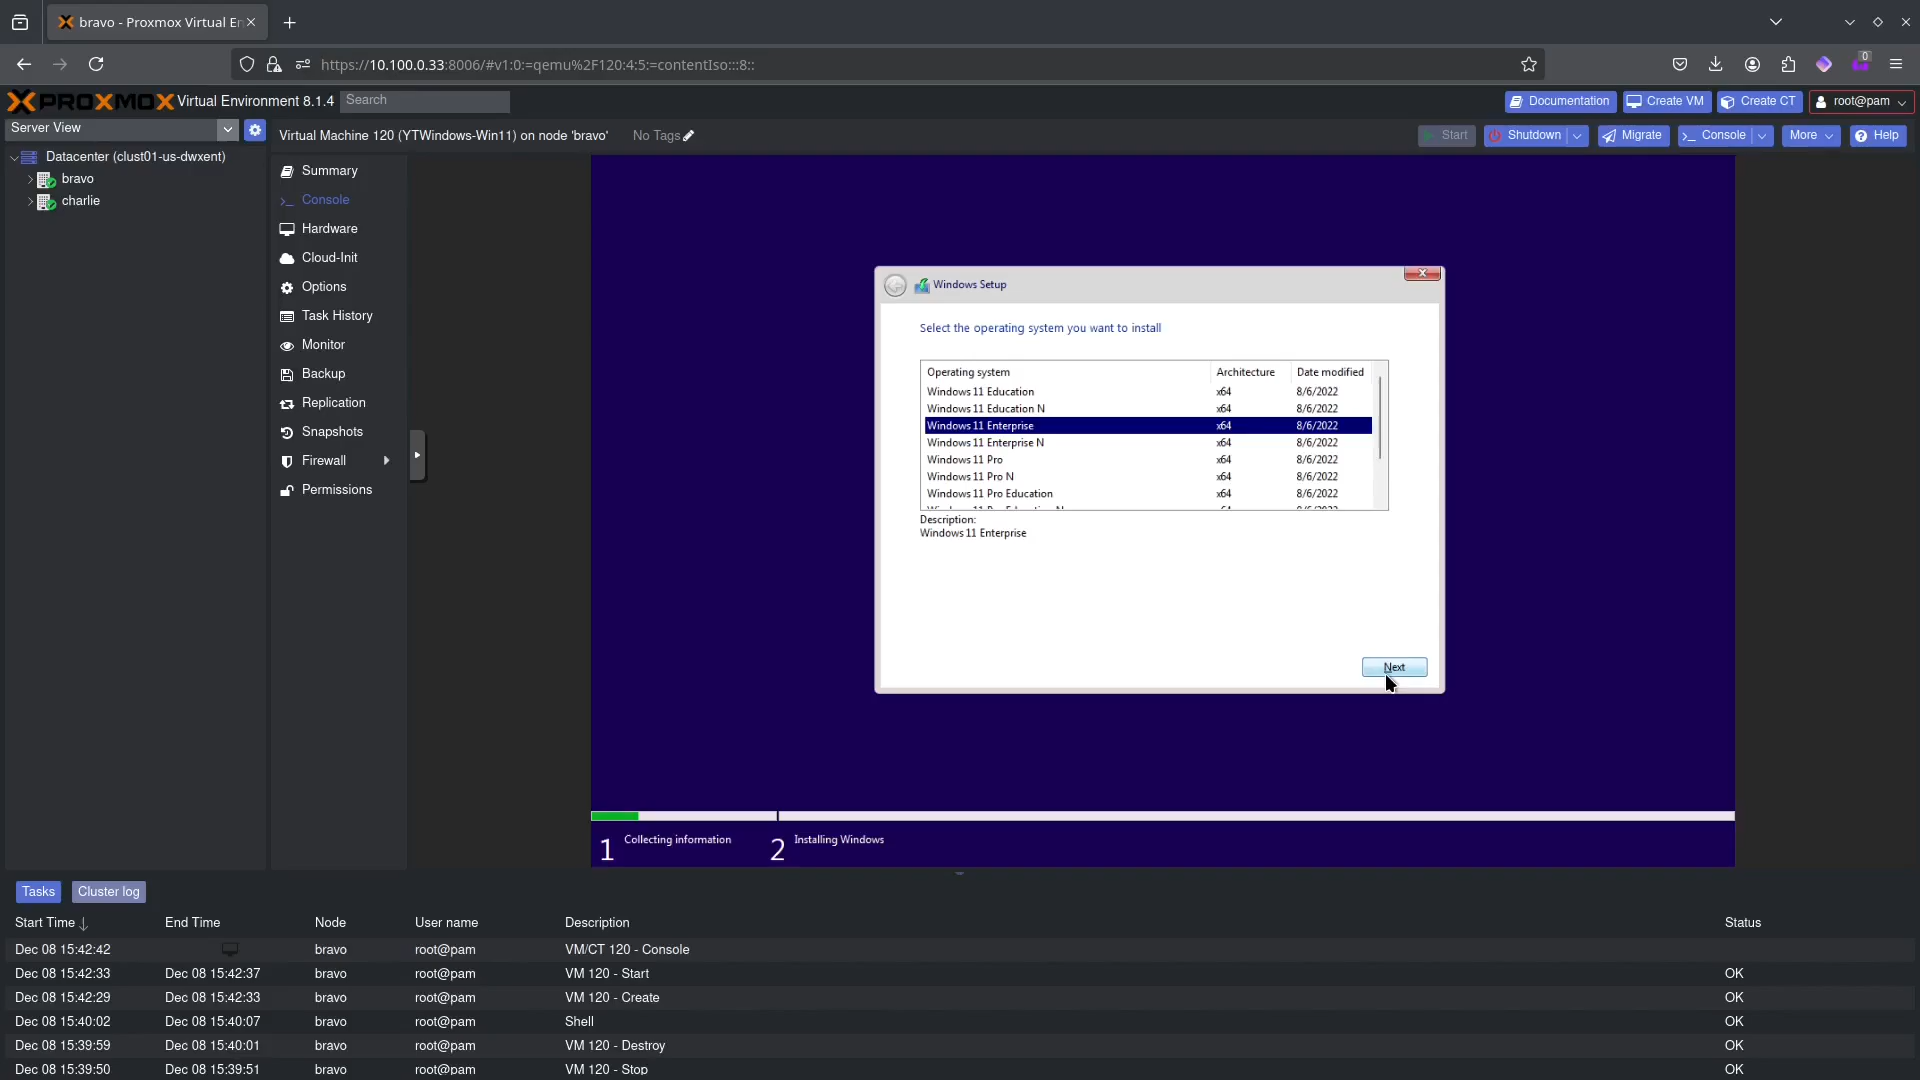 bravo - Proxmox Virtual En
https://10.100.0.33:8006/#v1:0:=qemu%2F120:4:5:=contentIso:::8::
0
PROXMOX Virtual Environment 8.1.4 Search
Documentation Create VM Create CT root@pam
Server View
Virtual Machine 120 (YTWindows-Win11) on node 'bravo' No Tags
Start Shutdown Migrate Console More Help
Datacenter (clust01-us-dwxent)
bravo
charlie
Summary
Console
Hardware
Cloud-Init
Options
Task History
Monitor
Backup
Replication
Snapshots
Firewall
Permissions
Windows Setup
Select the operating system you want to install
Operating system Architecture Date modified
Windows 11 Education x64 8/6/2022
Windows 11 Education N x64 8/6/2022
Windows 11 Enterprise x64 8/6/2022
Windows 11 Enterprise N x64 8/6/2022
Windows 11 Pro x64 8/6/2022
Windows 11 Pro N x64 8/6/2022
Windows 11 Pro Education x64 8/6/2022
Description:
Windows 11 Enterprise
Next
1 Collecting information 2 Installing Windows
Tasks Cluster log
Start Time End Time Node User name Description Status
Dec 08 15:42:42 bravo root@pam VM/CT 120 - Console
Dec 08 15:42:33 Dec 08 15:42:37 bravo root@pam VM 120 - Start OK
Dec 08 15:42:29 Dec 08 15:42:33 bravo root@pam VM 120 - Create OK
Dec 08 15:40:02 Dec 08 15:40:07 bravo root@pam Shell OK
Dec 08 15:39:59 Dec 08 15:40:01 bravo root@pam VM 120 - Destroy OK
Dec 08 15:39:50 Dec 08 15:39:51 bravo root@pam VM 120 - Stop OK